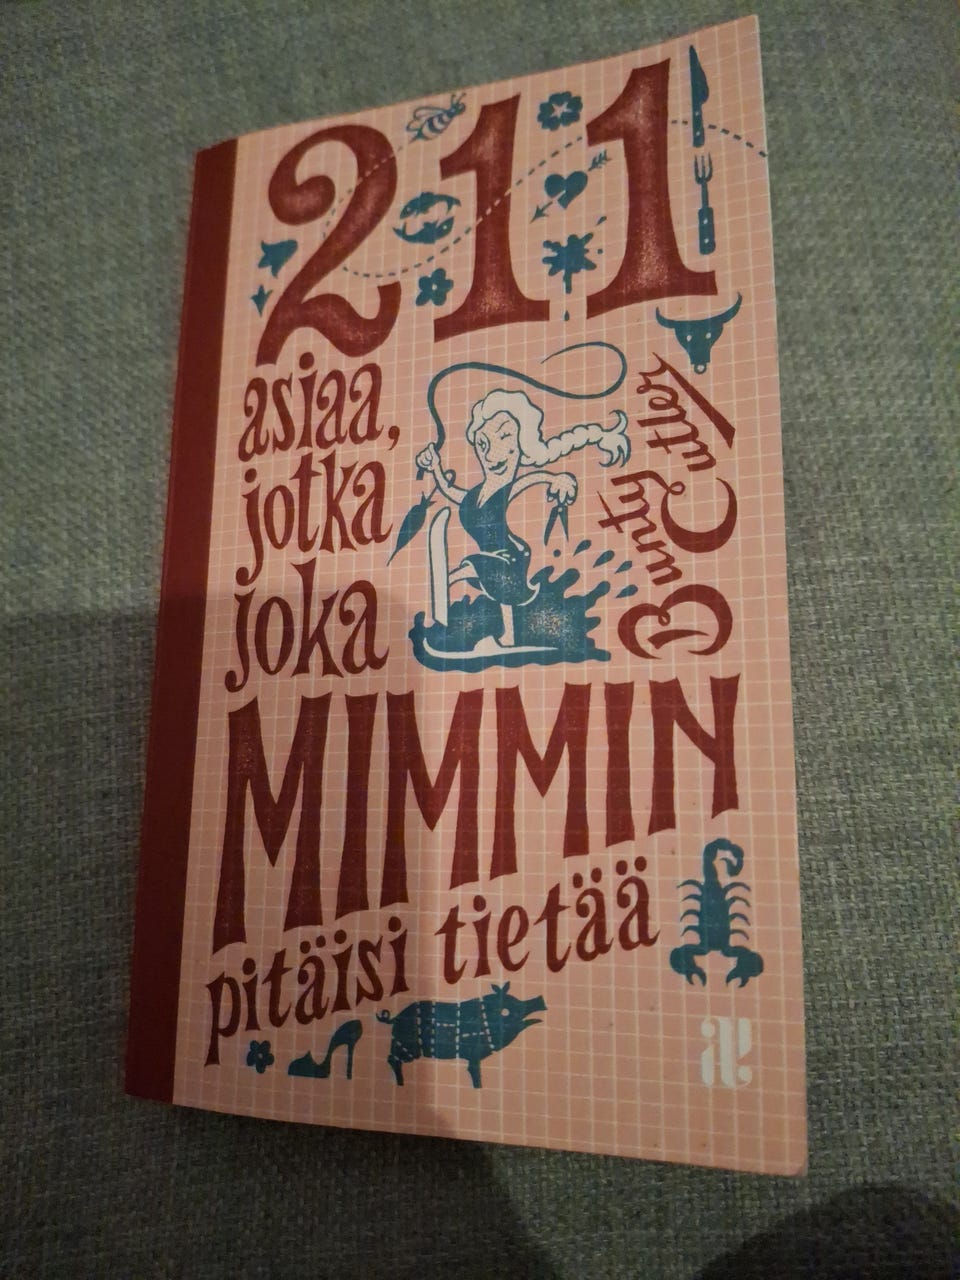 211
asiaa,
jotka
joka
MIMMIN
pitäisi tietää
Bunty Cutler